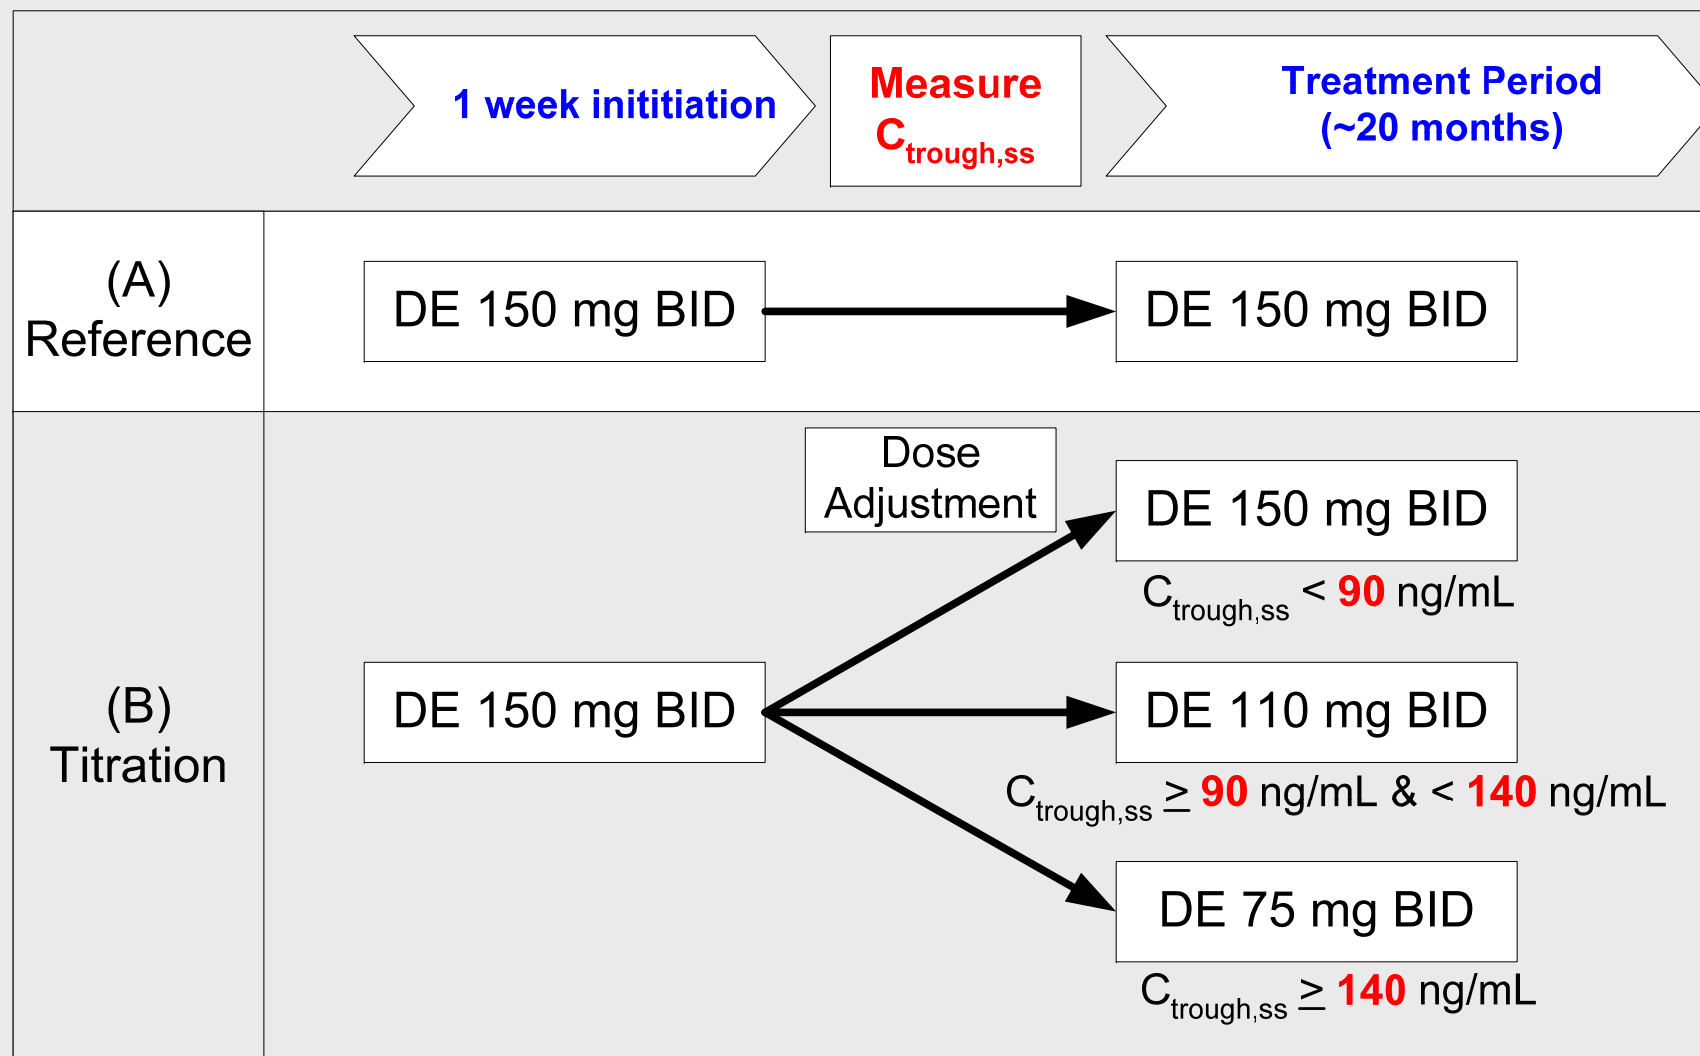 1 week inititiation
Measure
Ctrough,ss
Treatment Period
(~20 months)
(A)
Reference
DE 150 mg BID
DE 150 mg BID
(B)
Titration
DE 150 mg BID
Dose
Adjustment
DE 150 mg BID
Ctrough,ss < 90 ng/mL
DE 110 mg BID
Ctrough,ss ≥ 90 ng/mL & < 140 ng/mL
DE 75 mg BID
Ctrough,ss ≥ 140 ng/mL